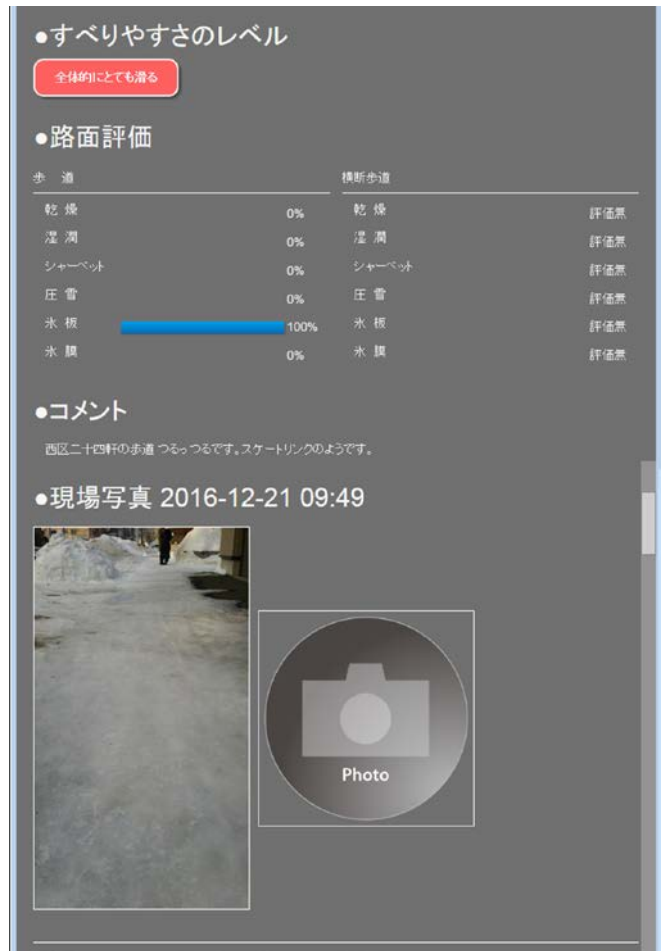 ●すべりやすさのレベル
全体的にとても滑る
●路面評価
歩　道　　横断歩道
乾 燥　0%　乾 燥　評価無
湿 潤　0%　湿 潤　評価無
シャーベット　0%　シャーベット　評価無
圧 雪　0%　圧 雪　評価無
氷 板　100%　氷 板　評価無
氷 膜　0%　氷 膜　評価無
●コメント
西区二十四軒の歩道 つるっつるです。スケートリンクのようです。
●現場写真 2016-12-21 09:49
Photo